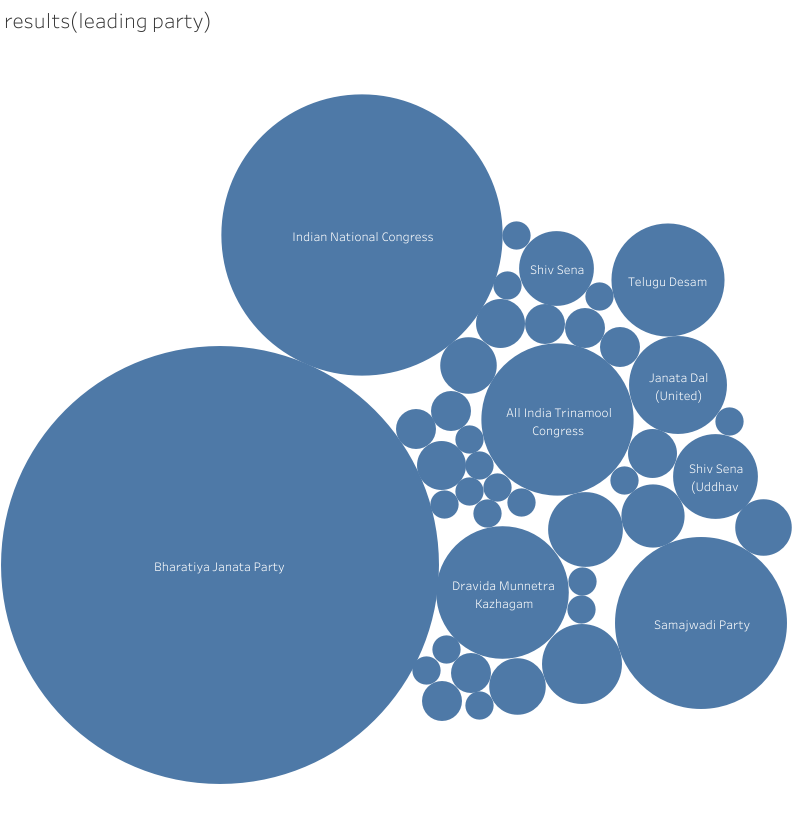 results(leading party)
Indian National Congress
Shiv Sena
Telugu Desam
Janata Dal
(United)
All India Trinamool
Congress
Shiv Sena
(Uddhav
Bharatiya Janata Party
Dravida Munnetra
Kazhagam
Samajwadi Party